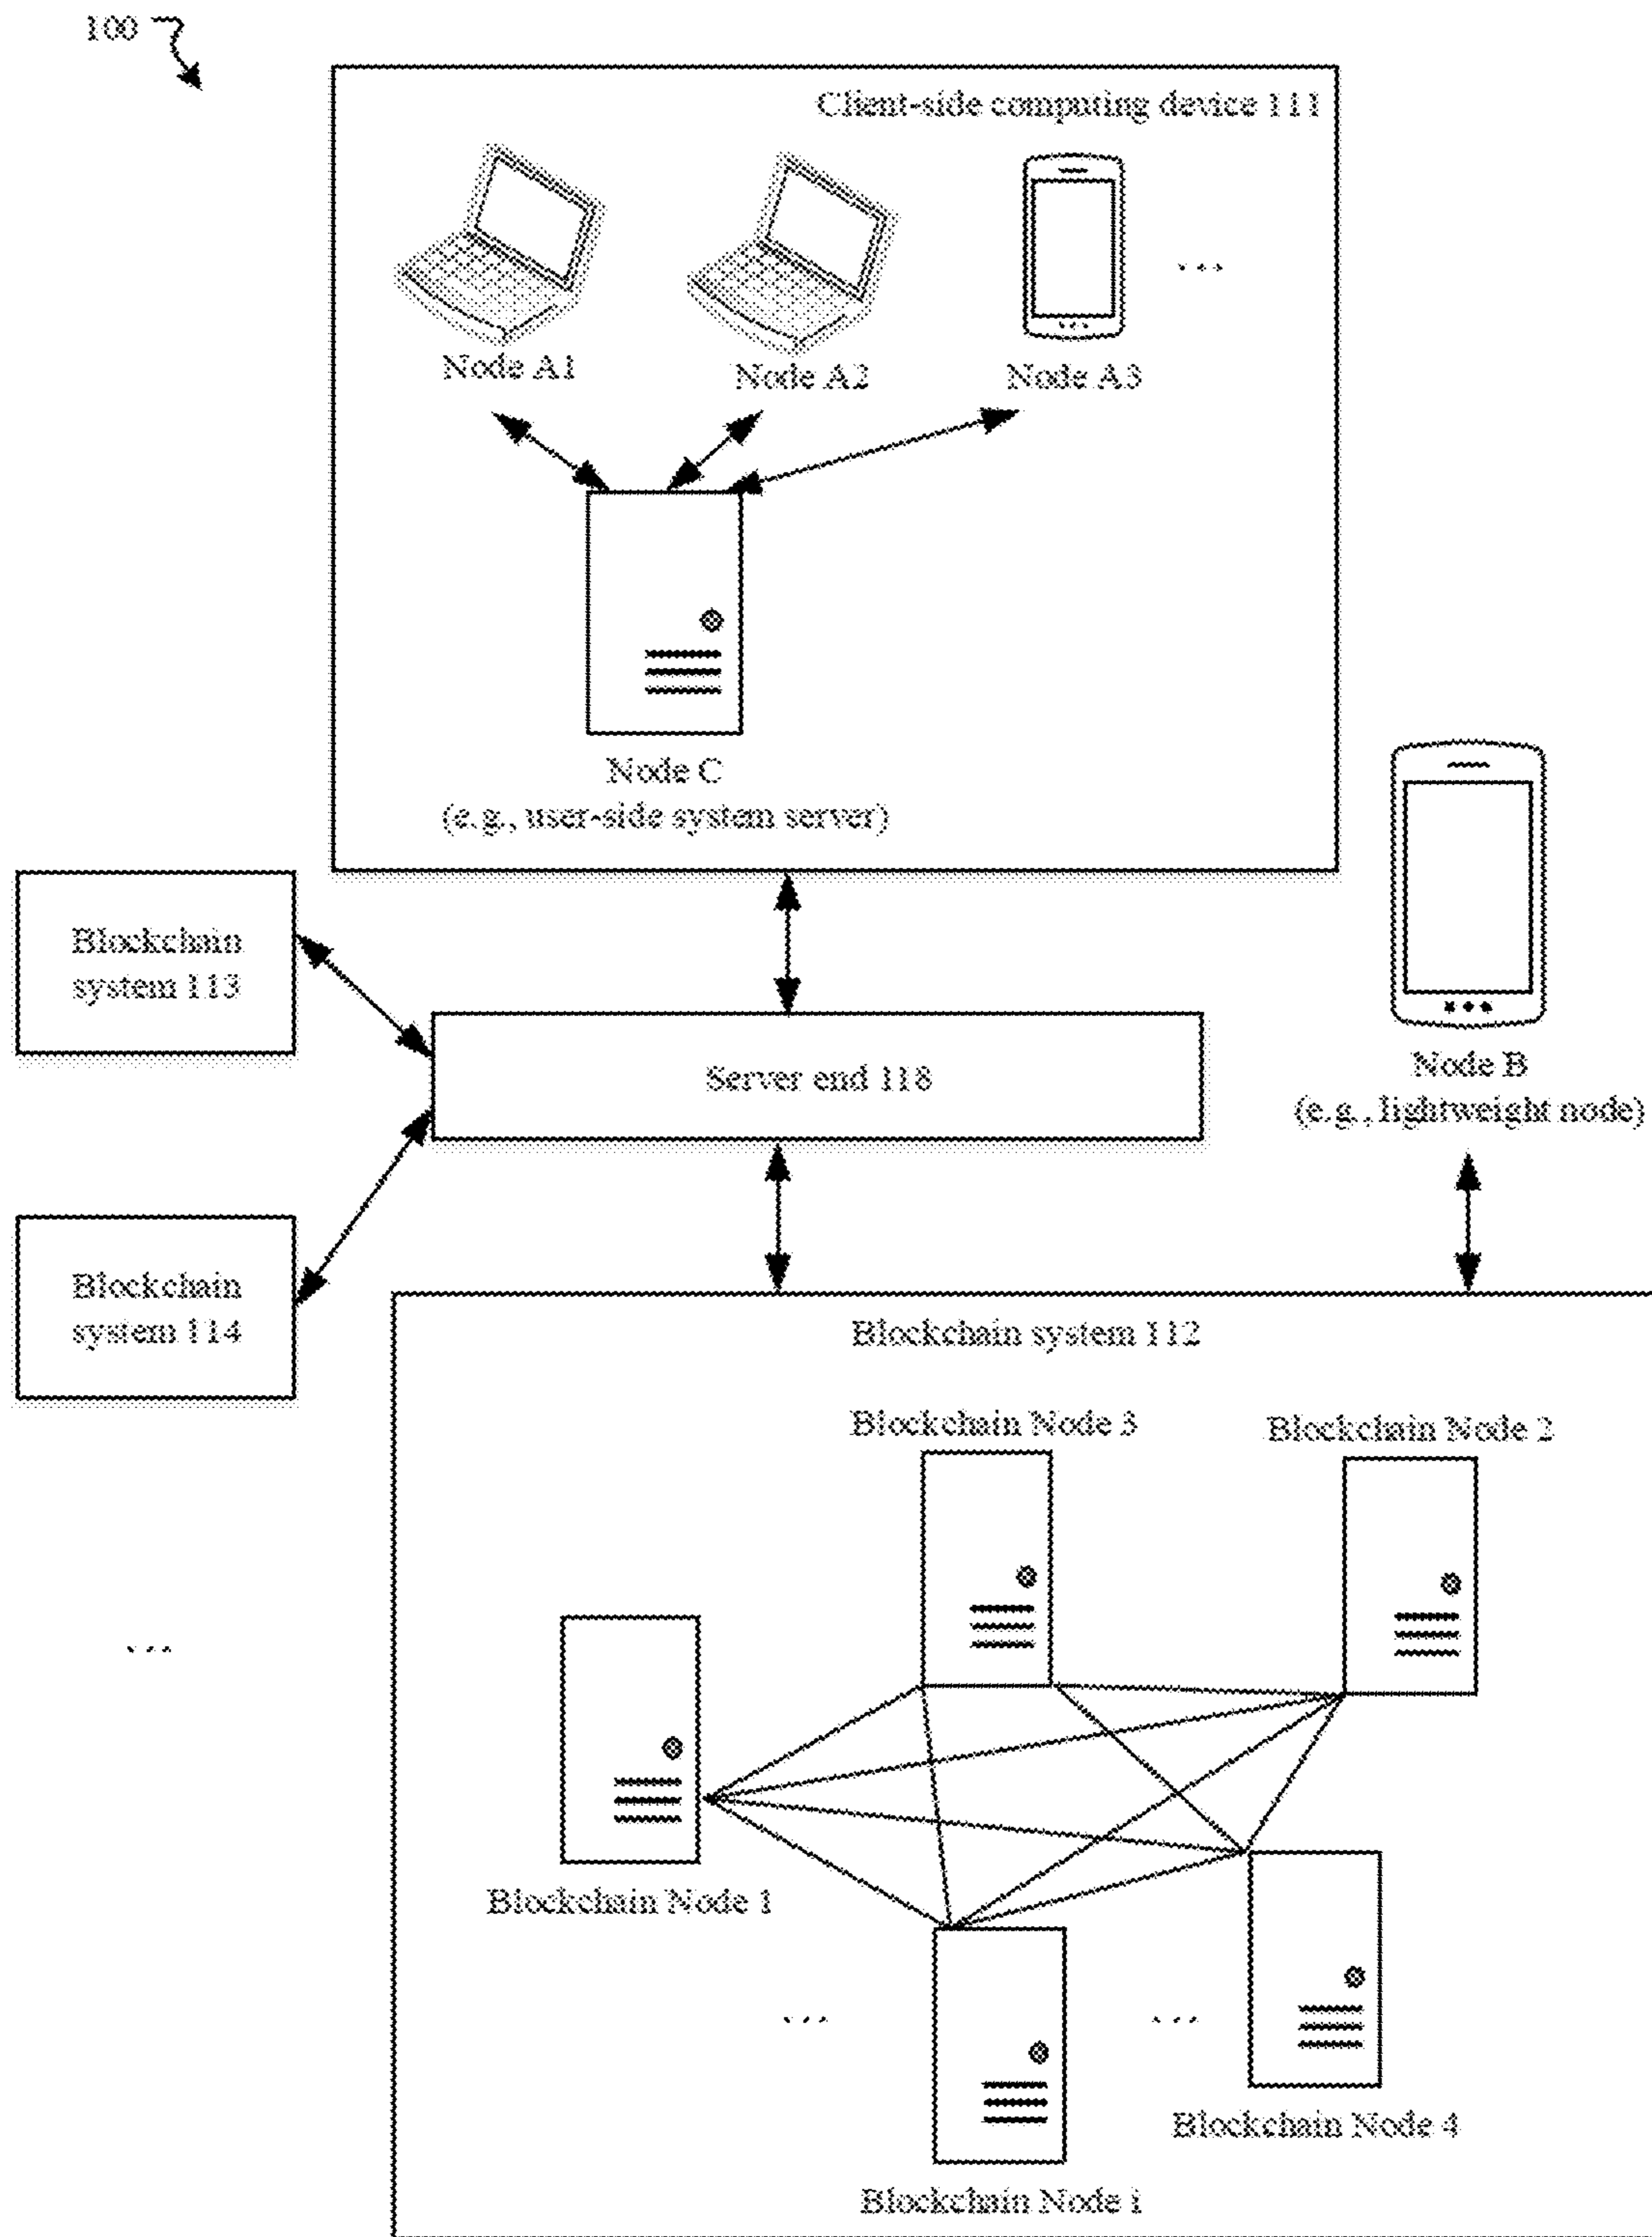 100
Client-side computing device 111
Node A1
Node A2
Node A3
...
Node C
(e.g., user-side system server)
Blockchain
system 113
Server end 118
Node B
(e.g., lightweight node)
Blockchain
system 114
Blockchain system 112
Blockchain Node 3
Blockchain Node 2
...
Blockchain Node 1
...
...
Blockchain Node 4
Blockchain Node i